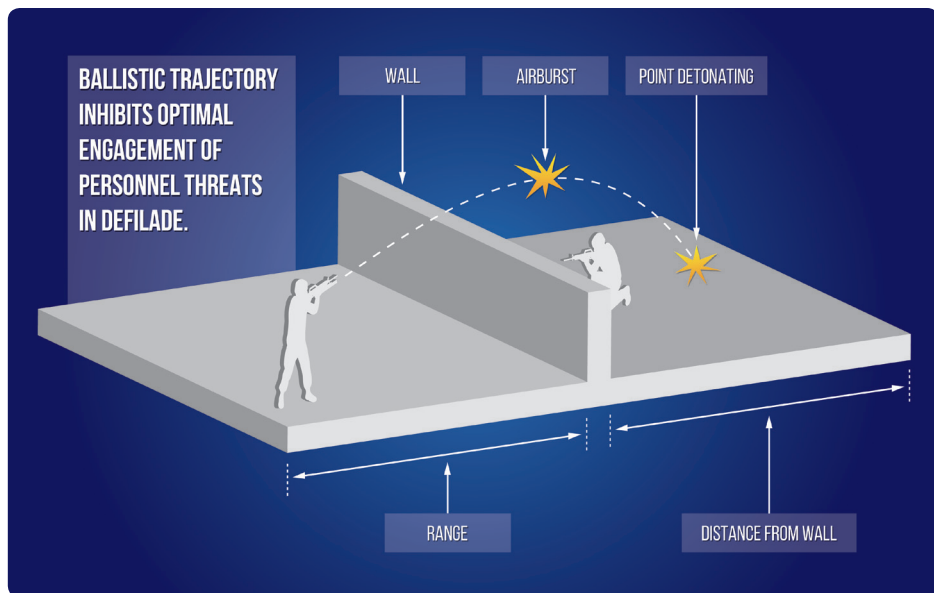 BALLISTIC TRAJECTORY
INHIBITS OPTIMAL
ENGAGEMENT OF
PERSONNEL THREATS
IN DEFILADE.
WALL
AIRBURST
POINT DETONATING
RANGE
DISTANCE FROM WALL